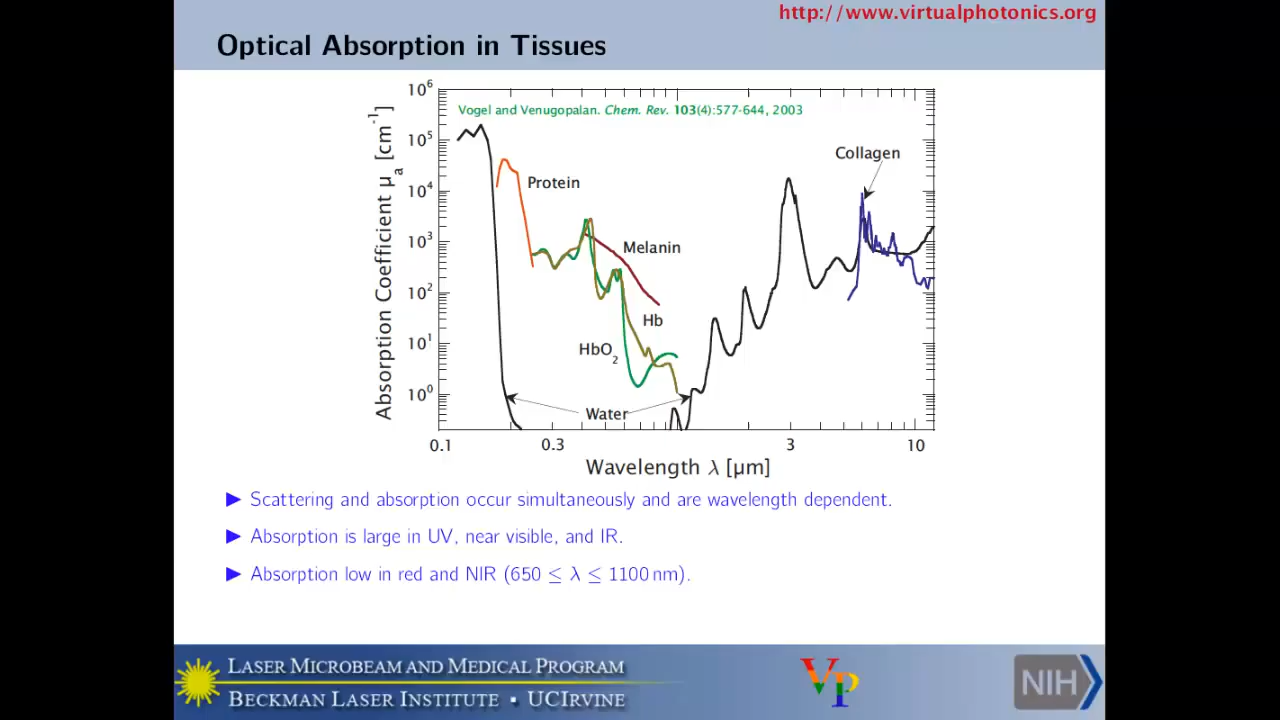 http://www.virtualphotonics.org
Optical Absorption in Tissues
Vogel and Venugopalan. Chem. Rev. 103(4):577-644, 2003
Absorption Coefficient μa [cm-1]
10^6
10^5
10^4
10^3
10^2
10^1
10^0
Collagen
Protein
Melanin
Hb
HbO2
Water
0.1
0.3
3
10
Wavelength λ [μm]
▶ Scattering and absorption occur simultaneously and are wavelength dependent.
▶ Absorption is large in UV, near visible, and IR.
▶ Absorption low in red and NIR (650 ≤ λ ≤ 1100 nm).
LASER MICROBEAM AND MEDICAL PROGRAM
BECKMAN LASER INSTITUTE ▪ UCIRVINE
VP
NIH